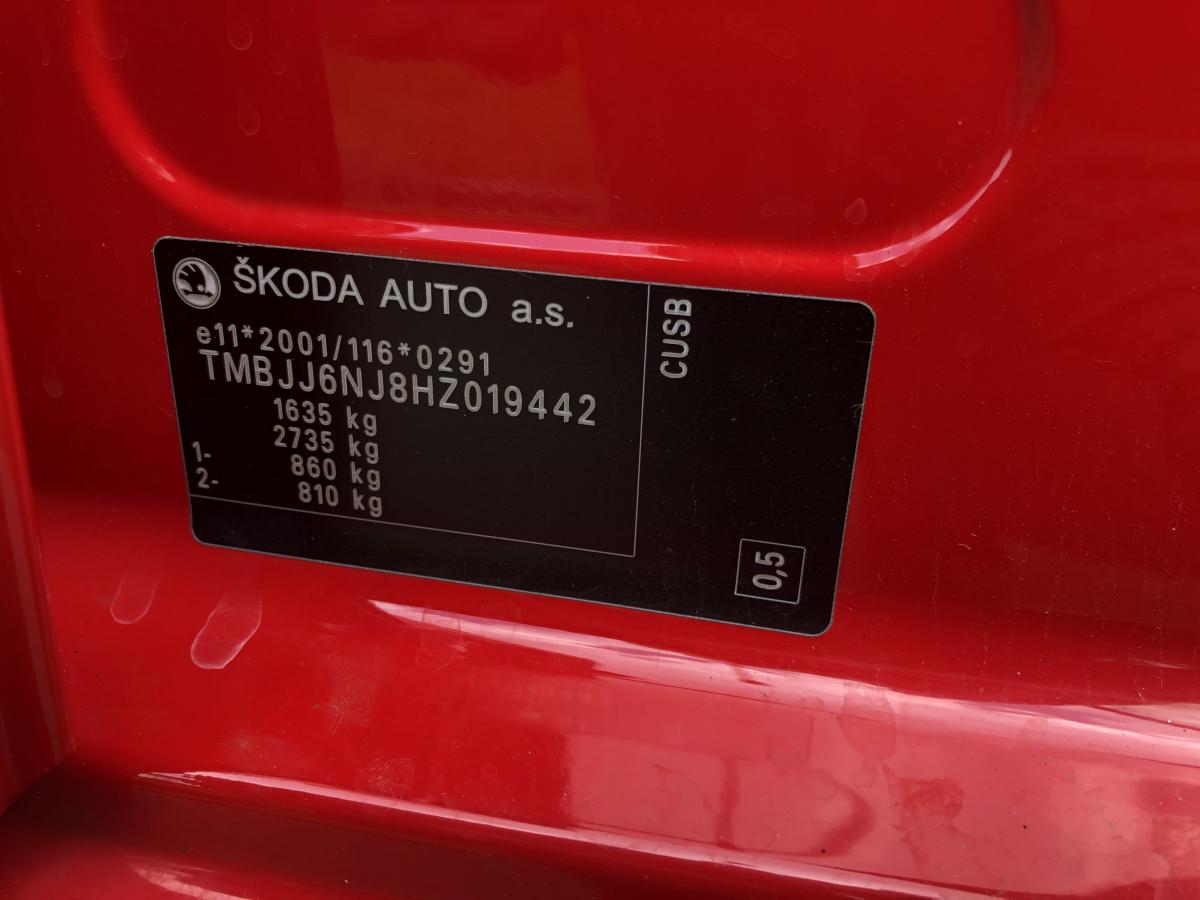 ŠKODA AUTO a.s.
e11*2001/116*0291
TMBJJ6NJ8HZ019442
1635 kg
2735 kg
1- 860 kg
2- 810 kg
CUSB
0,5